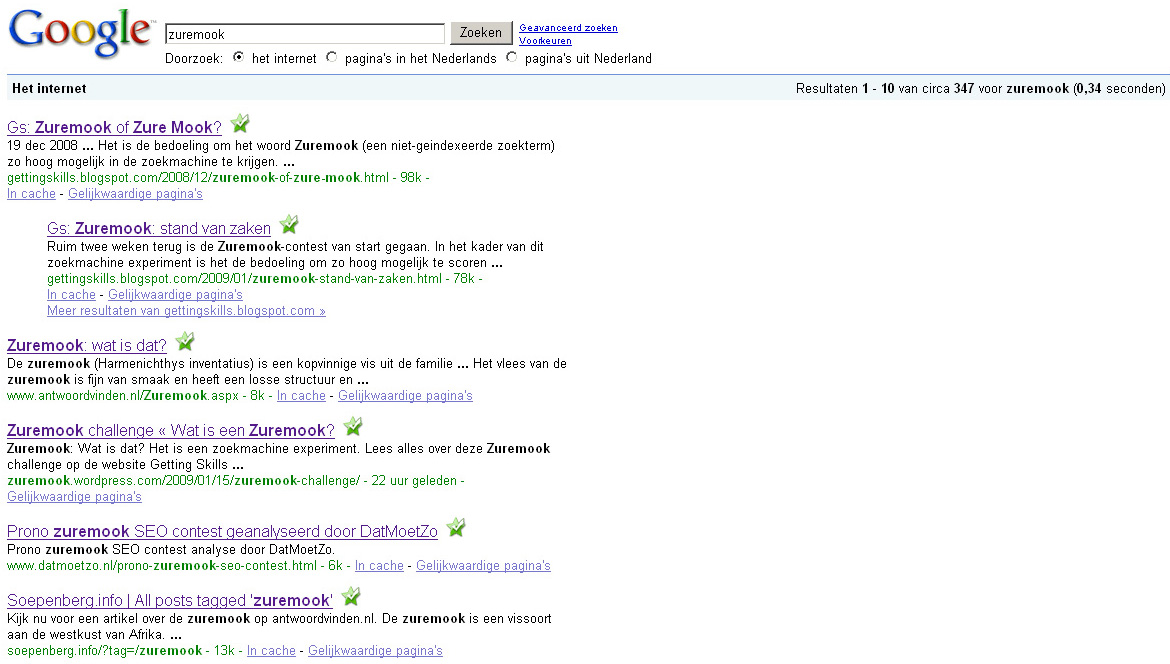 Google™
zuremook Zoeken Geavanceerd zoeken
Voorkeuren
Doorzoek: het internet pagina's in het Nederlands pagina's uit Nederland
Het internet Resultaten 1 - 10 van circa 347 voor zuremook (0,34 seconden)
Gs: Zuremook of Zure Mook?
19 dec 2008 ... Het is de bedoeling om het woord Zuremook (een niet-geindexeerde zoekterm)
zo hoog mogelijk in de zoekmachine te krijgen. ...
gettingskills.blogspot.com/2008/12/zuremook-of-zure-mook.html - 98k -
In cache - Gelijkwaardige pagina's
Gs: Zuremook: stand van zaken
Ruim twee weken terug is de Zuremook-contest van start gegaan. In het kader van dit
zoekmachine experiment is het de bedoeling om zo hoog mogelijk te scoren ...
gettingskills.blogspot.com/2009/01/zuremook-stand-van-zaken.html - 78k -
In cache - Gelijkwaardige pagina's
Meer resultaten van gettingskills.blogspot.com »
Zuremook: wat is dat?
De zuremook (Harmenichthys inventatius) is een kopvinnige vis uit de familie ... Het vlees van de
zuremook is fijn van smaak en heeft een losse structuur en ...
www.antwoordvinden.nl/Zuremook.aspx - 8k - In cache - Gelijkwaardige pagina's
Zuremook challenge « Wat is een Zuremook?
Zuremook: Wat is dat? Het is een zoekmachine experiment. Lees alles over deze Zuremook
challenge op de website Getting Skills ...
zuremook.wordpress.com/2009/01/15/zuremook-challenge/ - 22 uur geleden -
Gelijkwaardige pagina's
Prono zuremook SEO contest geanalyseerd door DatMoetZo
Prono zuremook SEO contest analyse door DatMoetZo.
www.datmoetzo.nl/prono-zuremook-seo-contest.html - 6k - In cache - Gelijkwaardige pagina's
Soepenberg.info | All posts tagged 'zuremook'
Kijk nu voor een artikel over de zuremook op antwoordvinden.nl. De zuremook is een vissoort
aan de westkust van Afrika. ...
soepenberg.info/?tag=/zuremook - 13k - In cache - Gelijkwaardige pagina's